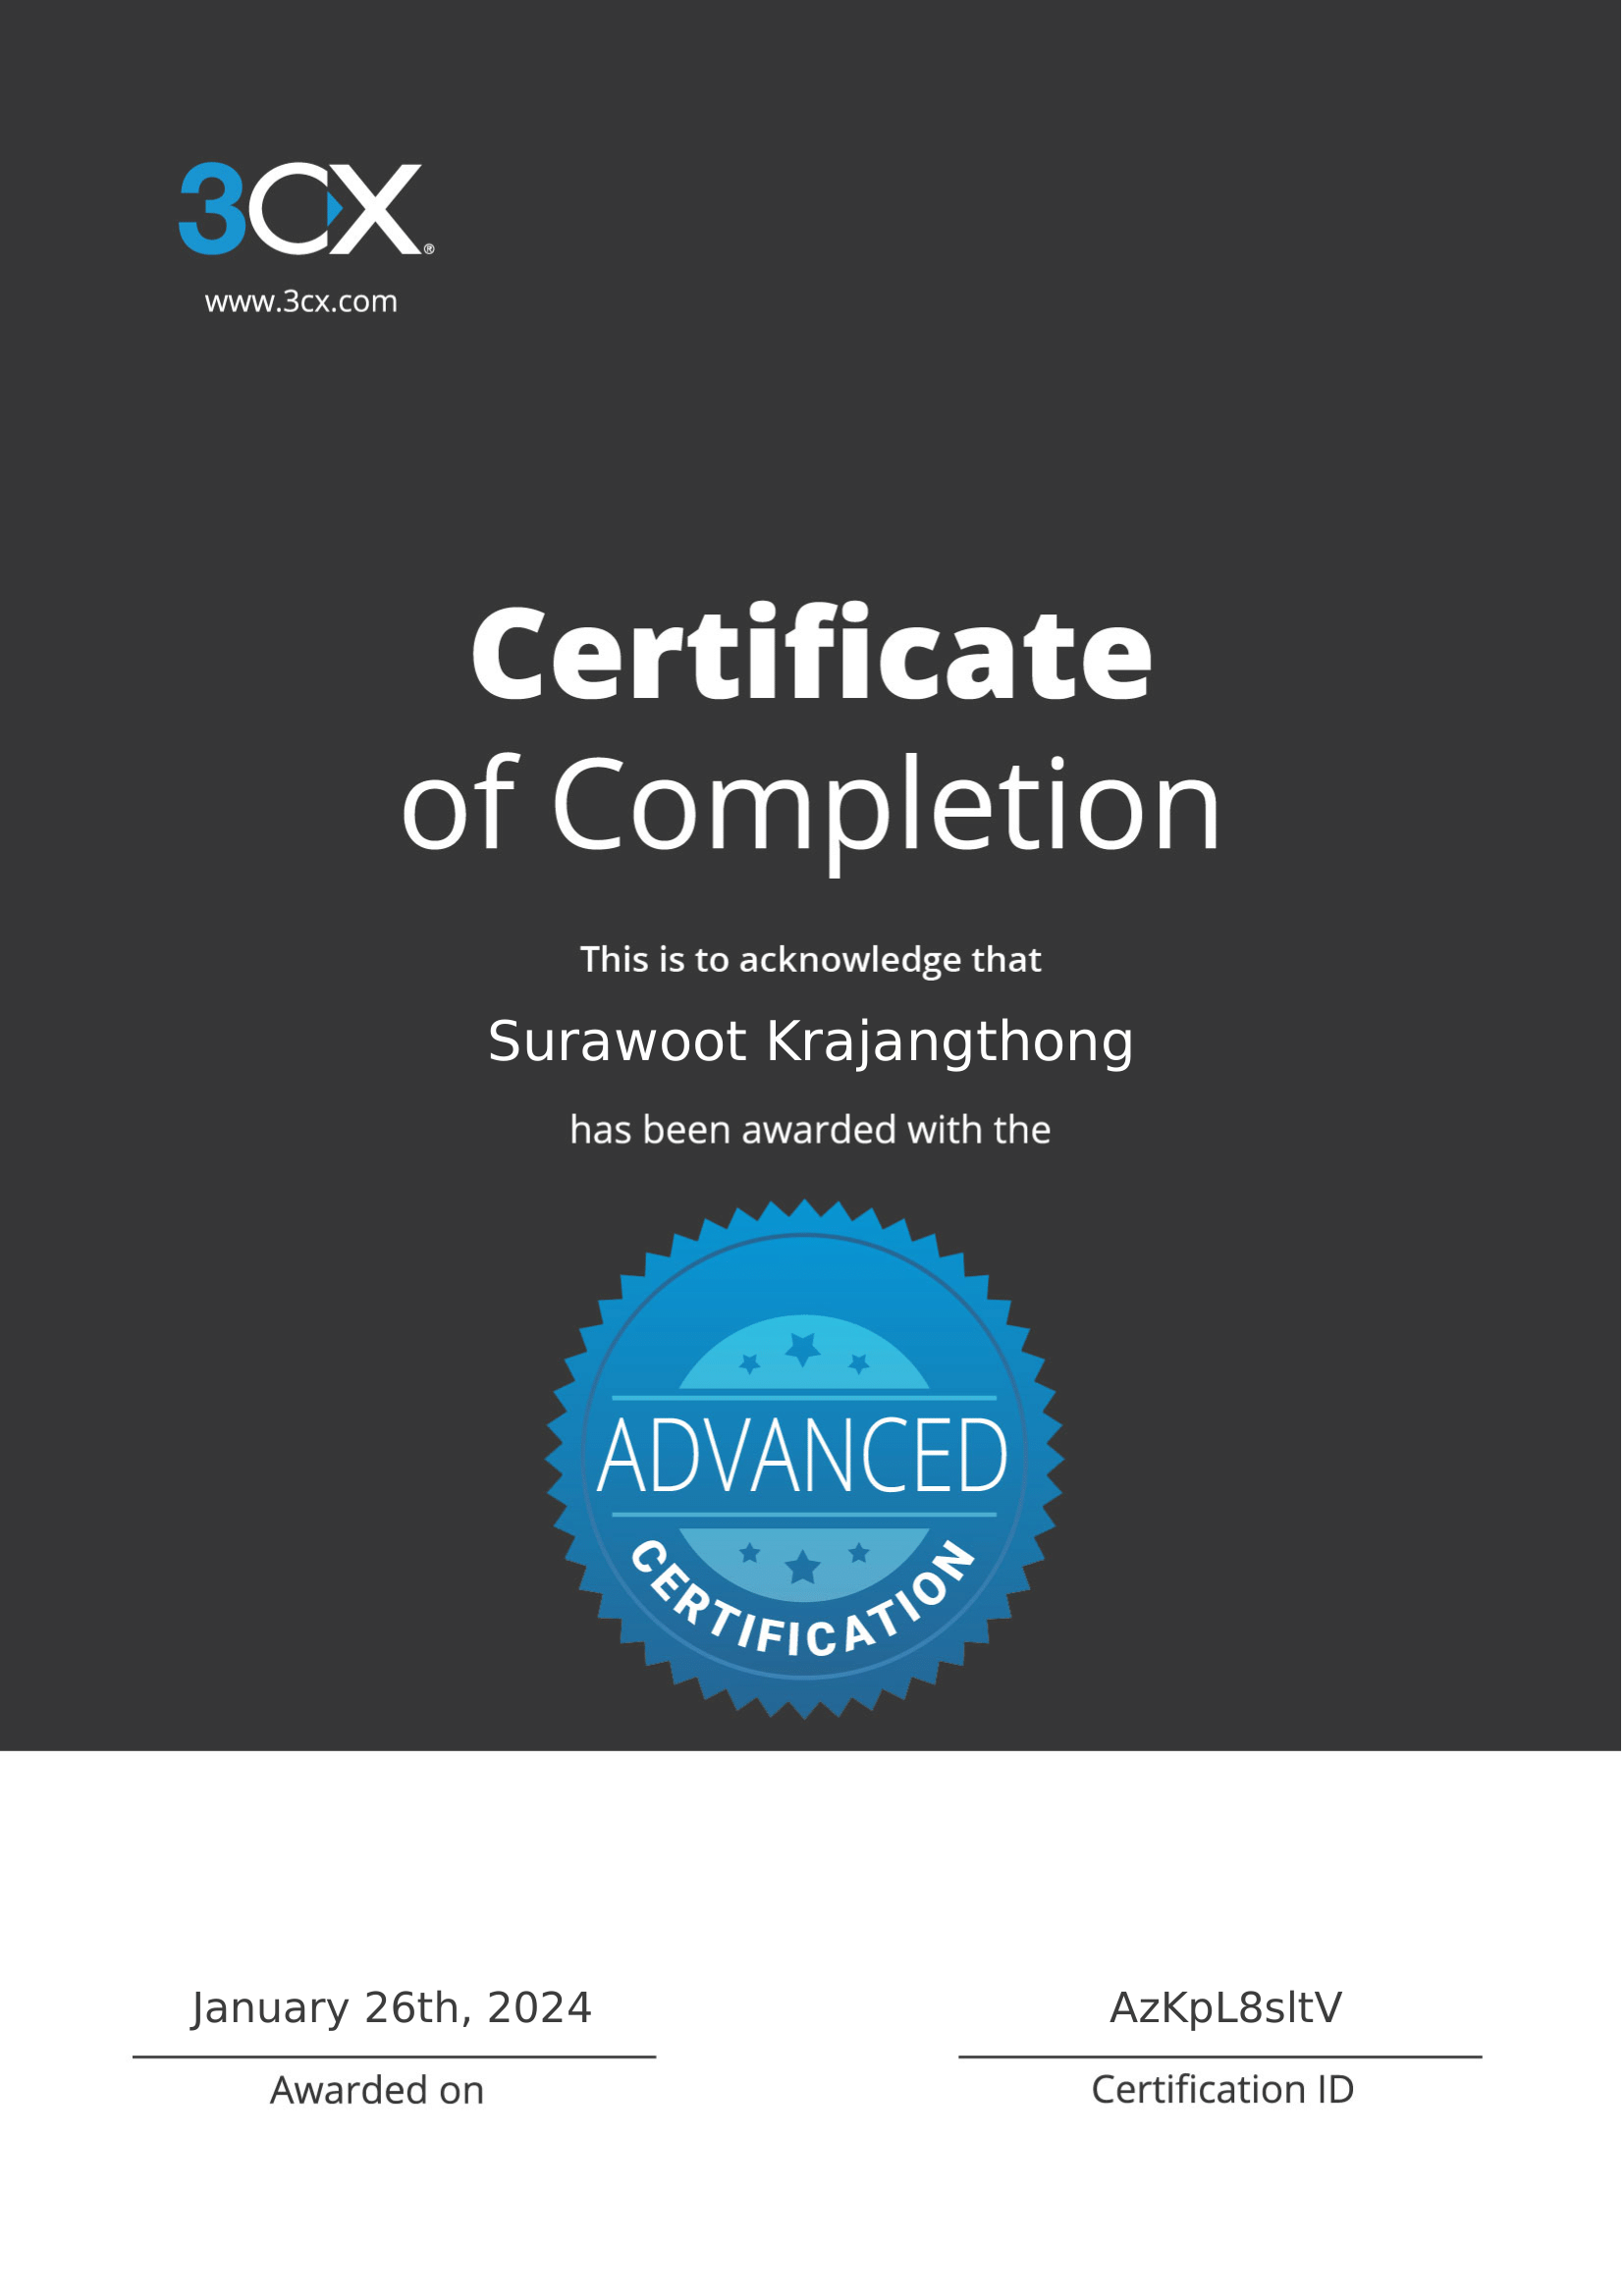 3CX®
www.3cx.com
Certificate
of Completion
This is to acknowledge that
Surawoot Krajangthong
has been awarded with the
ADVANCED
CERTIFICATION
January 26th, 2024
Awarded on
AzKpL8sltV
Certification ID